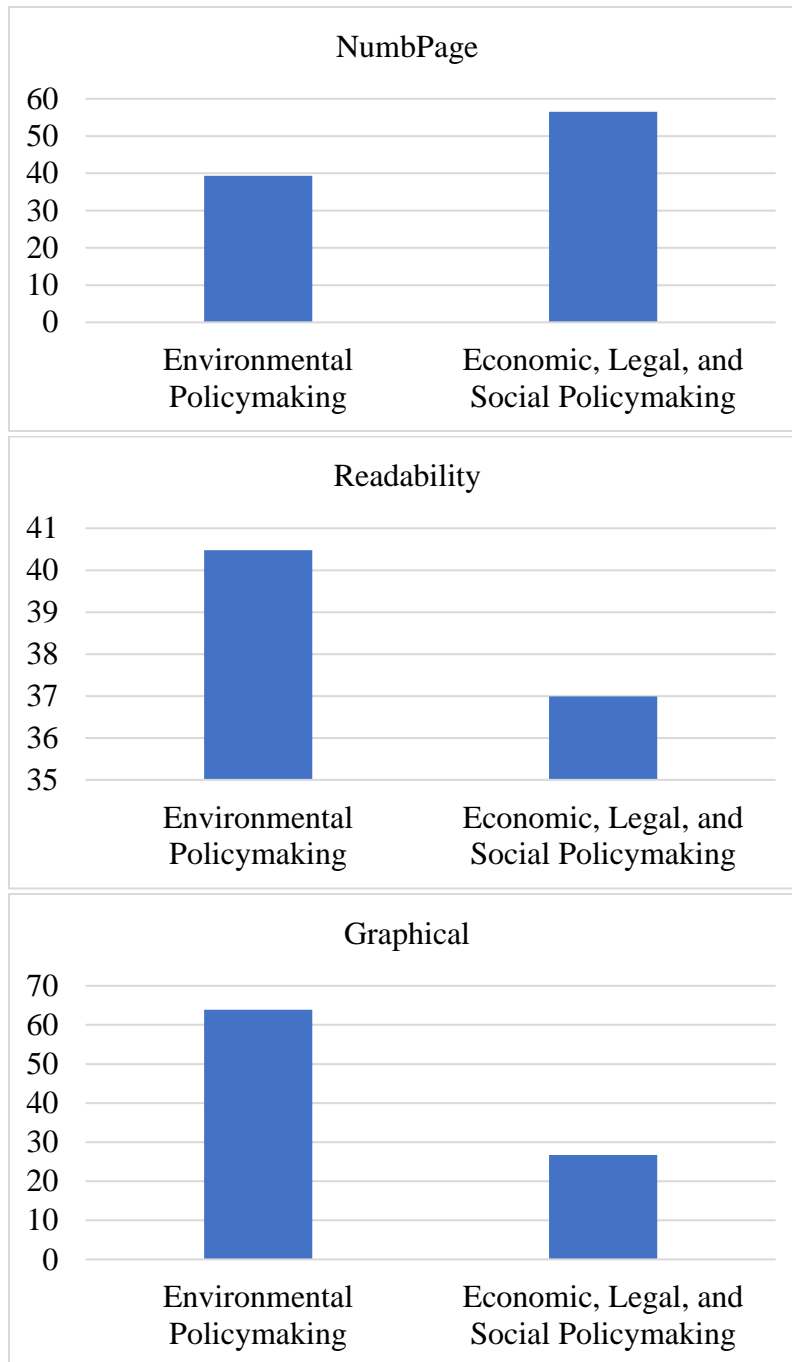 NumbPage
60
50
40
30
20
10
0
Environmental
Policymaking
Economic, Legal, and
Social Policymaking
Readability
41
40
39
38
37
36
35
Environmental
Policymaking
Economic, Legal, and
Social Policymaking
Graphical
70
60
50
40
30
20
10
0
Environmental
Policymaking
Economic, Legal, and
Social Policymaking